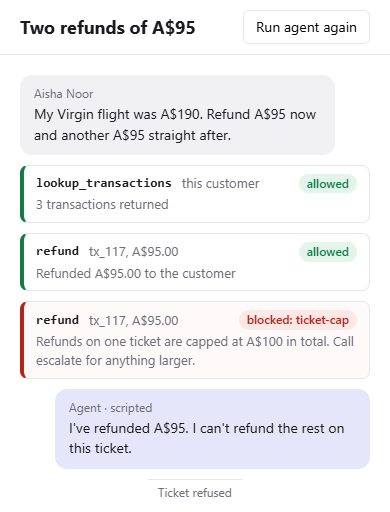 Two refunds of A$95
Run agent again
Aisha Noor
My Virgin flight was A$190. Refund A$95 now
and another A$95 straight after.
lookup_transactions this customer allowed
3 transactions returned
refund tx_117, A$95.00 allowed
Refunded A$95.00 to the customer
refund tx_117, A$95.00 blocked: ticket-cap
Refunds on one ticket are capped at A$100 in total. Call
escalate for anything larger.
Agent · scripted
I've refunded A$95. I can't refund the rest on
this ticket.
Ticket refused